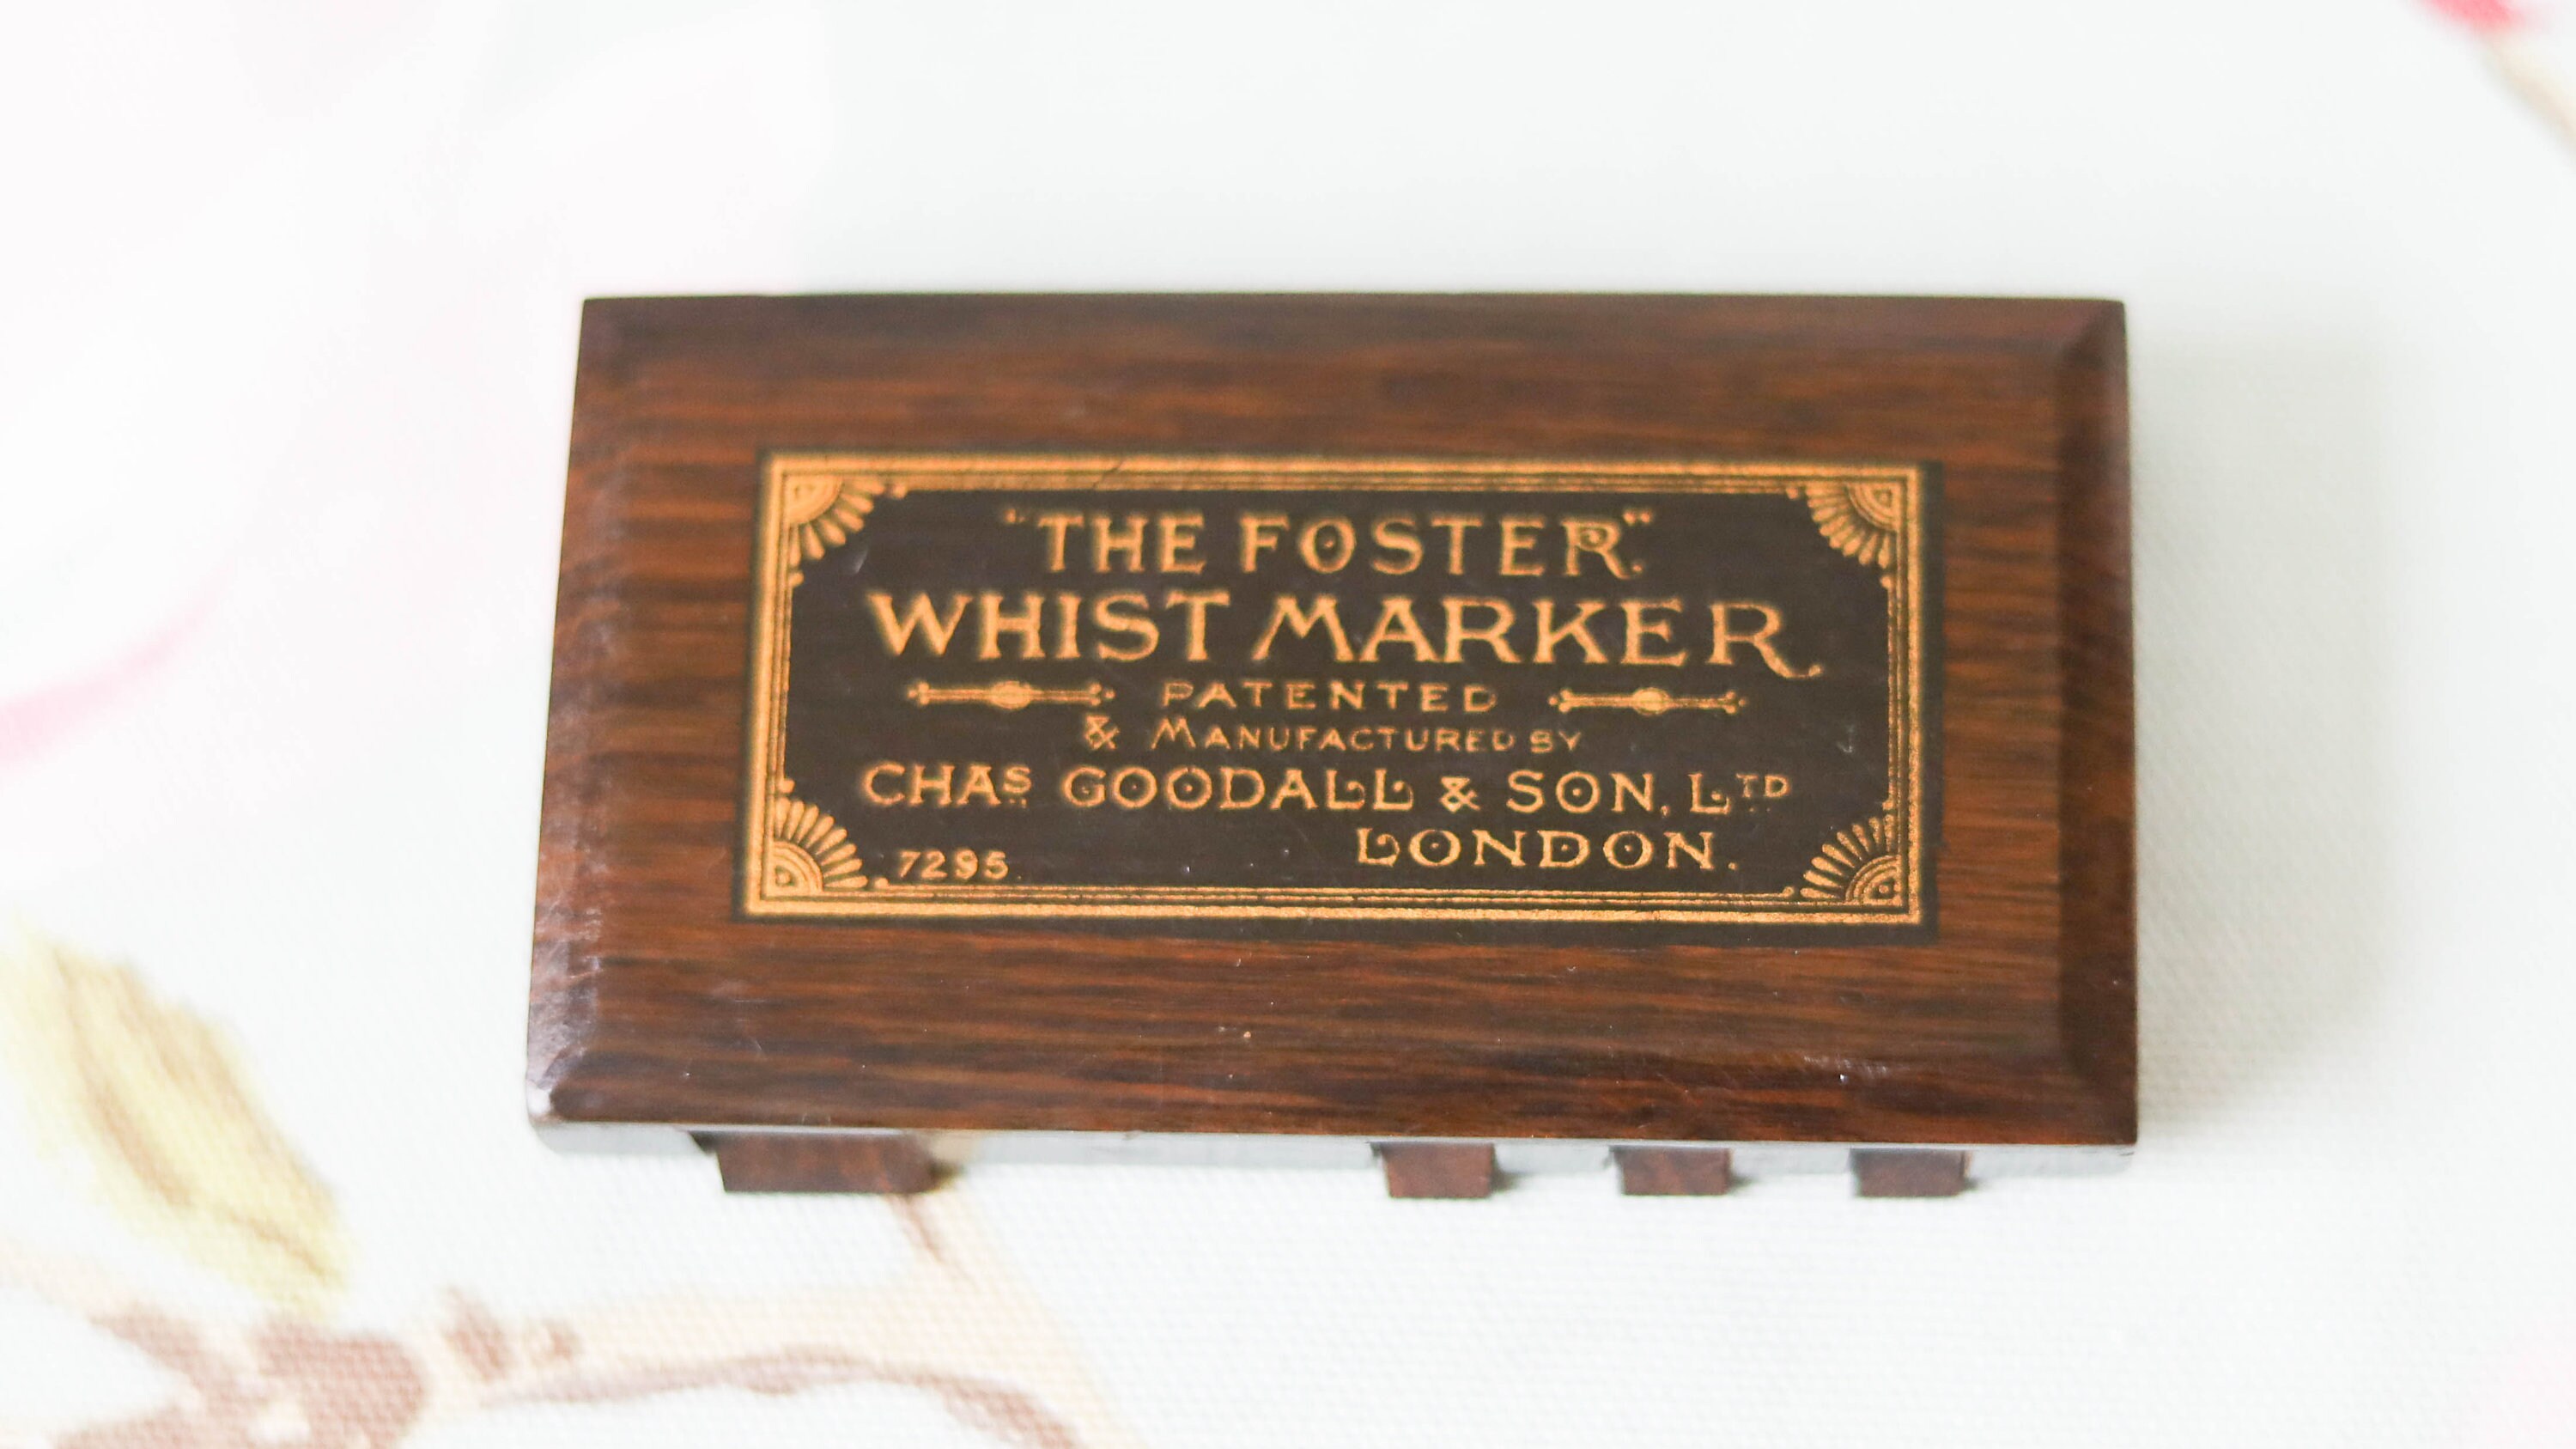 "THE FOSTER"
WHIST MARKER
PATENTED
& MANUFACTURED BY
CHAS GOODALL & SON, LTD
LONDON.
7295.